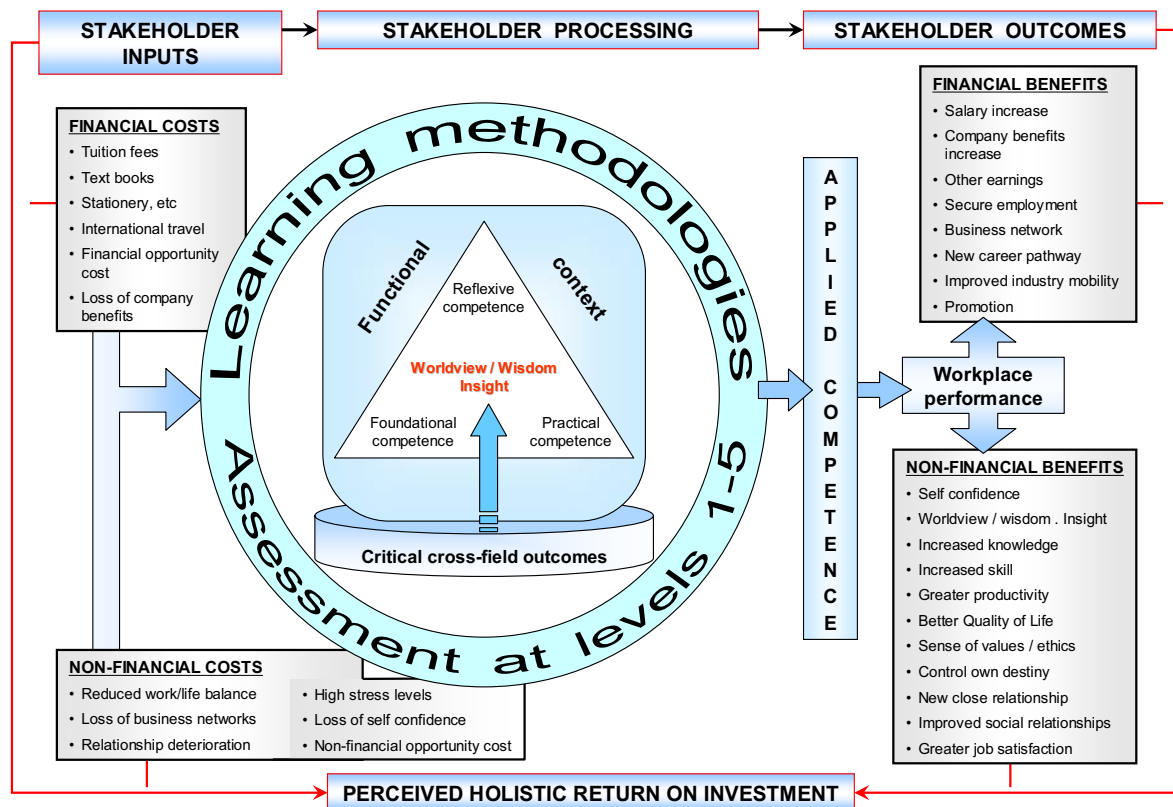 STAKEHOLDER
INPUTS
STAKEHOLDER PROCESSING
STAKEHOLDER OUTCOMES
FINANCIAL COSTS
• Tuition fees
• Text books
• Stationery, etc
• International travel
• Financial opportunity
cost
• Loss of company
benefits
NON-FINANCIAL COSTS
• Reduced work/life balance
• Loss of business networks
• Relationship deterioration
• High stress levels
• Loss of self confidence
• Non-financial opportunity cost
Learning methodologies
Assessment at levels 1-5
Functional
context
Reflexive
competence
Worldview / Wisdom
Insight
Foundational
competence
Practical
competence
Critical cross-field outcomes
APPLIED COMPETENCE
Workplace
performance
FINANCIAL BENEFITS
• Salary increase
• Company benefits
increase
• Other earnings
• Secure employment
• Business network
• New career pathway
• Improved industry mobility
• Promotion
NON-FINANCIAL BENEFITS
• Self confidence
• Worldview / wisdom . Insight
• Increased knowledge
• Increased skill
• Greater productivity
• Better Quality of Life
• Sense of values / ethics
• Control own destiny
• New close relationship
• Improved social relationships
• Greater job satisfaction
PERCEIVED HOLISTIC RETURN ON INVESTMENT